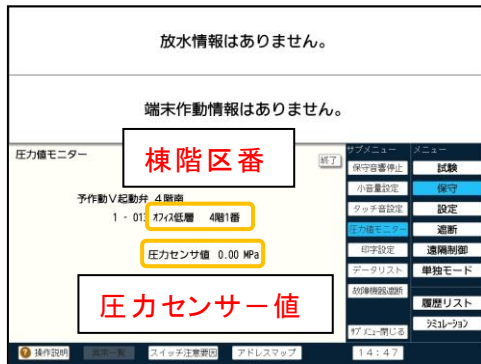 放水情報はありません。
端末作動情報はありません。
圧力値モニター
棟階区番
終了
サブメニュー
メニュー
保守音響停止
試験
小音量設定
保守
予作動V起動弁 4階南
タッチ音設定
設定
1 - 013 ｵﾌｨｽ低層 4階1番
圧力値モニター
遮断
圧力センサ値 0.00 MPa
印字設定
遠隔制御
データリスト
単独モード
圧力センサー値
故障機器遮断
履歴リスト
ｻﾌﾞﾒﾆｭｰ閉じる
ｼﾐｭﾚｰｼｮﾝ
? 操作説明
スイッチ注意要因
アドレスマップ
14:47